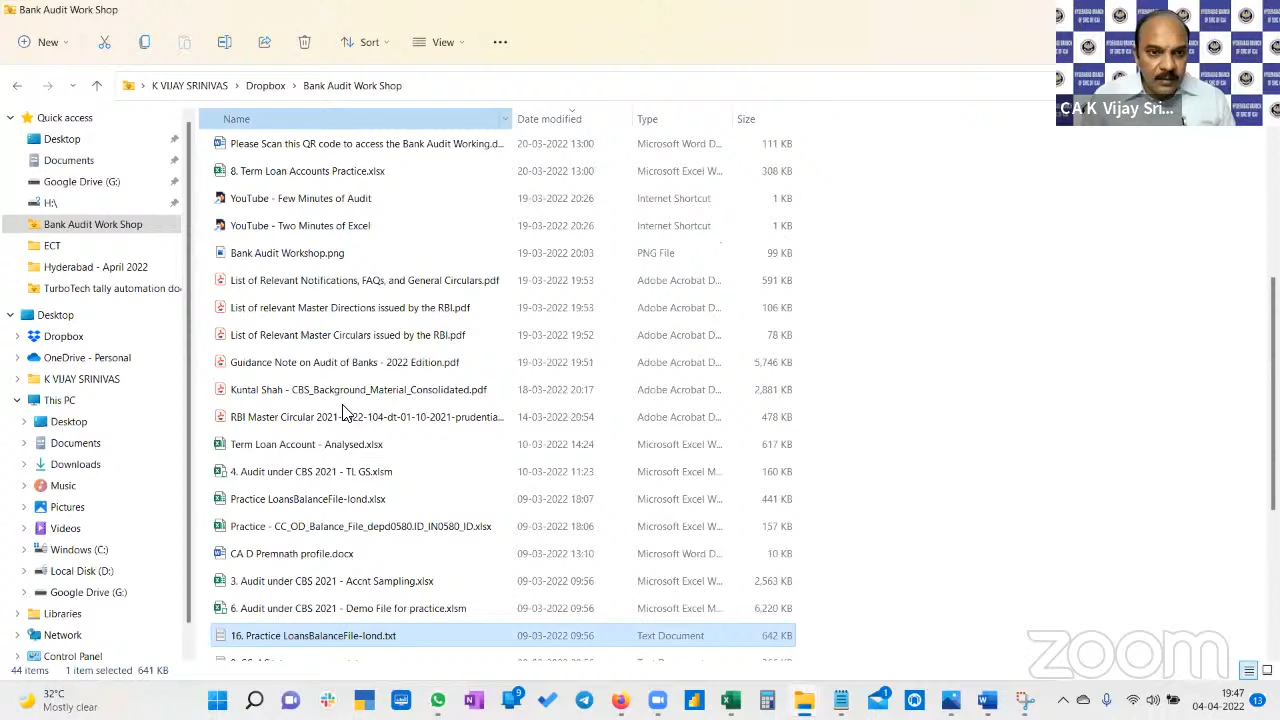 Bank Audit Work Shop
New
Sort
View
K VIJAY SRINIVAS > Dropbox > Bank Audit Work Shop
C A K Vijay Sri...
Name Date modified Type Size
Quick access
Desktop
Documents
Google Drive (G:)
H:\
Bank Audit Work Shop
ECT
Hyderabad - April 2022
TurboTech tally automation do
Desktop
Dropbox
OneDrive - Personal
K VIJAY SRINIVAS
This PC
Desktop
Documents
Downloads
Music
Pictures
Videos
Windows (C:)
Local Disk (D:)
Google Drive (G:)
Libraries
Network
Control Panel
Please Scan this QR code to access the Bank Audit Working.d... 20-03-2022 13:00 Microsoft Word D... 111 KB
8. Term Loan Accounts Practice.xlsx 20-03-2022 13:00 Microsoft Excel W... 308 KB
YouTube - Few Minutes of Audit 19-03-2022 20:26 Internet Shortcut 1 KB
YouTube - Two Minutes of Excel 19-03-2022 20:26 Internet Shortcut 1 KB
Bank Audit Workshop.png 19-03-2022 20:03 PNG File 99 KB
List of Relevant Notifications, FAQs, and General Circulars.pdf 19-03-2022 19:53 Adobe Acrobat D... 591 KB
List of relevant Master Directions issued by the RBI.pdf 19-03-2022 19:53 Adobe Acrobat D... 106 KB
List of Relevant Master Circulars issued by the RBI.pdf 19-03-2022 19:52 Adobe Acrobat D... 78 KB
Guidance Note on Audit of Banks - 2022 Edition.pdf 19-03-2022 19:51 Adobe Acrobat D... 5,746 KB
Kuntal Shah - CBS_Background_Material_Consolidated.pdf 18-03-2022 20:17 Adobe Acrobat D... 2,881 KB
RBI Master Circular 2021-2022-104-dt-01-10-2021-prudentia... 14-03-2022 20:54 Adobe Acrobat D... 478 KB
Term Loan Account - Analysed.xlsx 10-03-2022 14:24 Microsoft Excel W... 617 KB
4. Audit under CBS 2021 - TL GS.xlsm 10-03-2022 11:23 Microsoft Excel M... 160 KB
Practice LoansBalanceFile-lond.xlsx 09-03-2022 18:07 Microsoft Excel W... 441 KB
Practice - CC_OD_Balance_File_depd0580.ID_IN0580_ID.xlsx 09-03-2022 18:06 Microsoft Excel W... 157 KB
CA D Premnath profile.docx 09-03-2022 13:10 Microsoft Word D... 10 KB
3. Audit under CBS 2021 - Accnt Sampling.xlsx 09-03-2022 09:56 Microsoft Excel W... 2,563 KB
6. Audit under CBS 2021 - Demo File for practice.xlsm 09-03-2022 09:56 Microsoft Excel M... 6,220 KB
16. Practice LoansBalanceFile-lond.txt 09-03-2022 09:56 Text Document 642 KB
zoom
44 items 1 item selected 641 KB
32°C
Mostly clear
9
1
19:47
04-04-2022
13